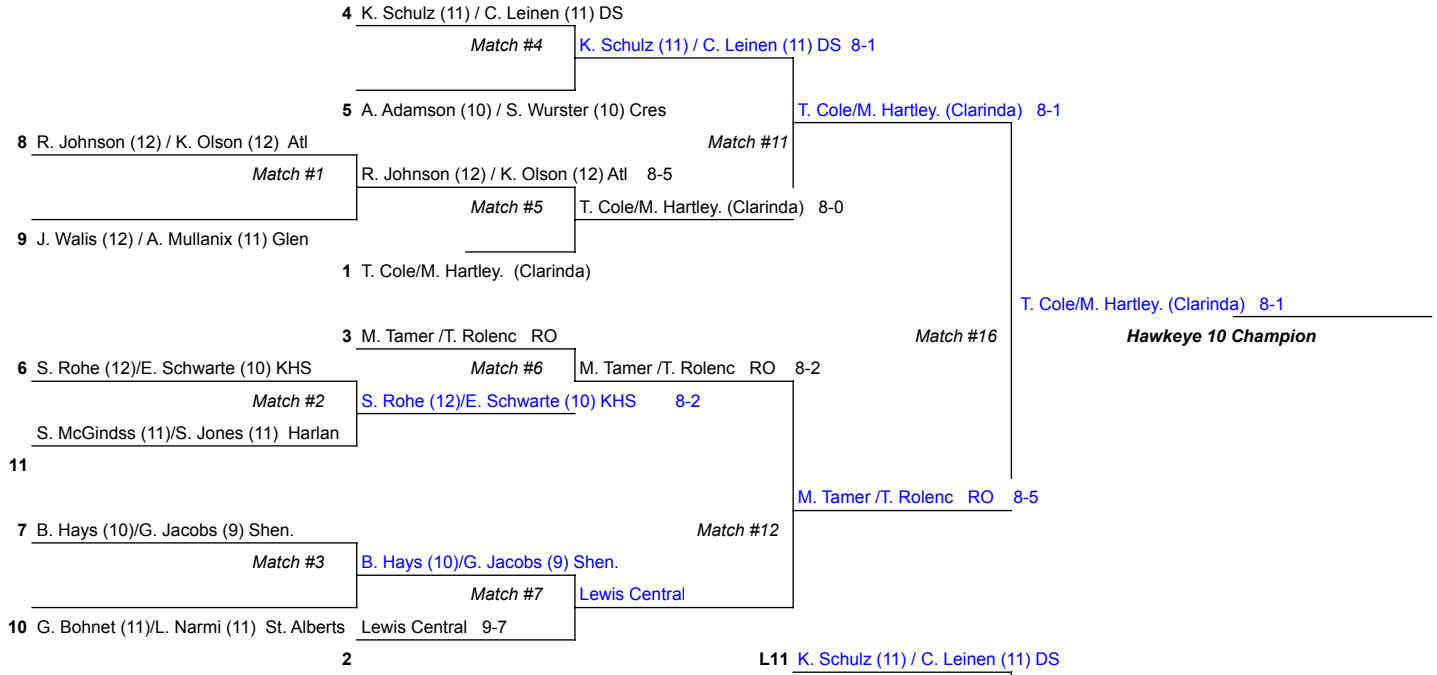 4 K. Schulz (11) / C. Leinen (11) DS
Match #4 K. Schulz (11) / C. Leinen (11) DS 8-1
5 A. Adamson (10) / S. Wurster (10) Cres T. Cole/M. Hartley. (Clarinda) 8-1
8 R. Johnson (12) / K. Olson (12) Atl Match #11
Match #1 R. Johnson (12) / K. Olson (12) Atl 8-5
Match #5 T. Cole/M. Hartley. (Clarinda) 8-0
9 J. Walis (12) / A. Mullanix (11) Glen
1 T. Cole/M. Hartley. (Clarinda)
T. Cole/M. Hartley. (Clarinda) 8-1
3 M. Tamer /T. Rolenc RO Match #16 Hawkeye 10 Champion
6 S. Rohe (12)/E. Schwarte (10) KHS Match #6 M. Tamer /T. Rolenc RO 8-2
Match #2 S. Rohe (12)/E. Schwarte (10) KHS 8-2
S. McGindss (11)/S. Jones (11) Harlan
11
M. Tamer /T. Rolenc RO 8-5
7 B. Hays (10)/G. Jacobs (9) Shen. Match #12
Match #3 B. Hays (10)/G. Jacobs (9) Shen.
Match #7 Lewis Central
10 G. Bohnet (11)/L. Narmi (11) St. Alberts Lewis Central 9-7
2 L11 K. Schulz (11) / C. Leinen (11) DS